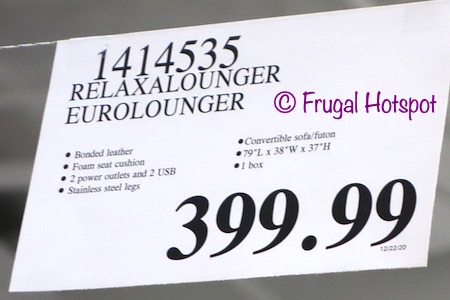 1414535
RELAXALOUNGER
EUROLOUNGER
© Frugal Hotspot
• Bonded leather
• Foam seat cushion
• 2 power outlets and 2 USB
• Stainless steel legs
• Convertible sofa/futon
• 79"L x 38"W x 37"H
• 1 box
399.99
12/22/20